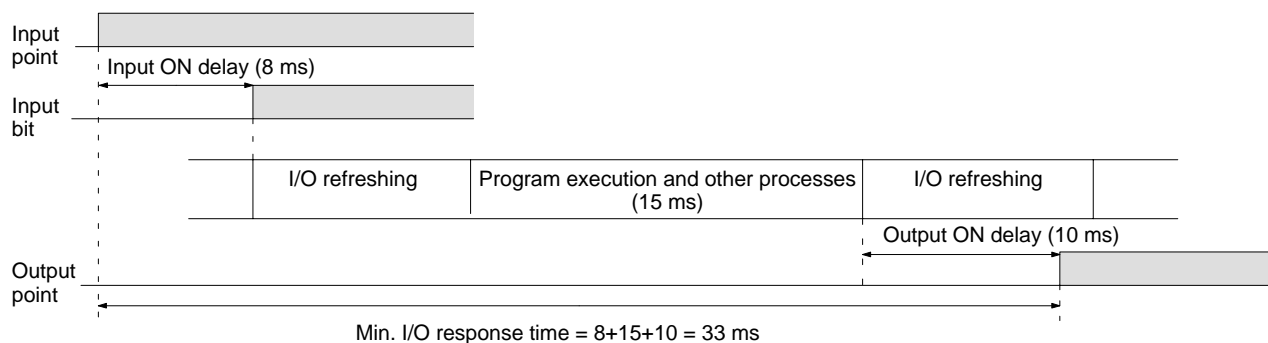 Input
point
Input ON delay (8 ms)
Input
bit
I/O refreshing
Program execution and other processes
(15 ms)
I/O refreshing
Output ON delay (10 ms)
Output
point
Min. I/O response time = 8+15+10 = 33 ms